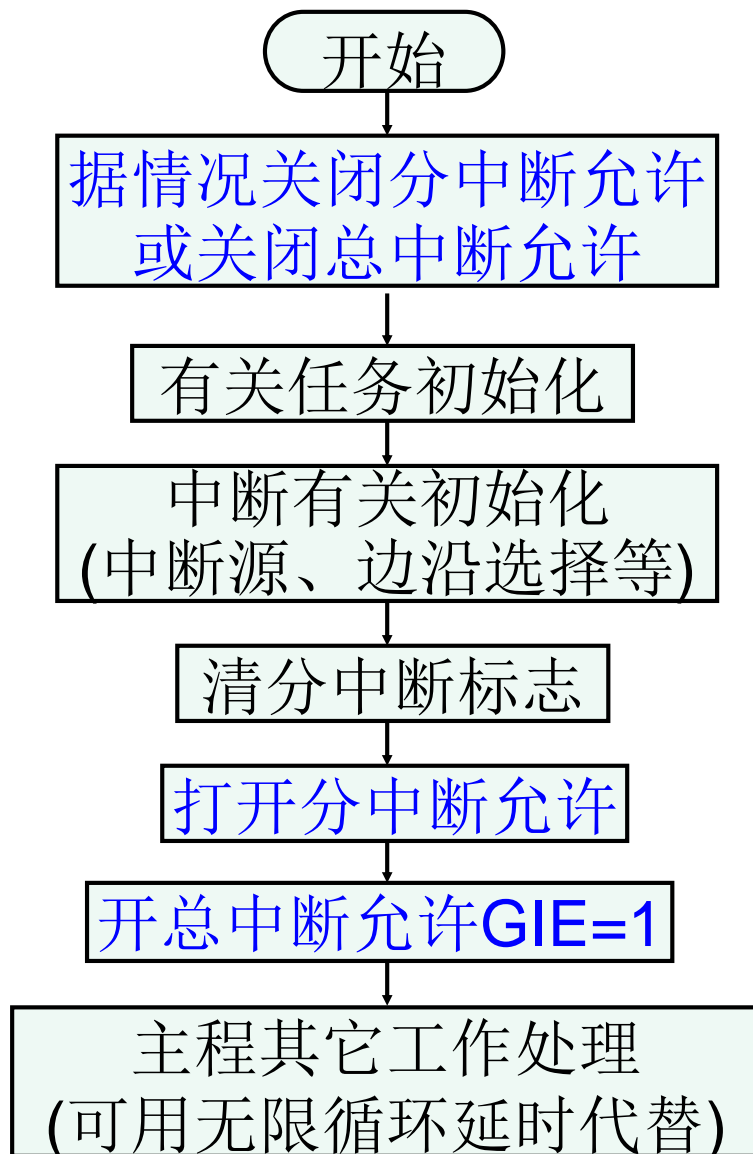 开始
据情况关闭分中断允许
或关闭总中断允许
有关任务初始化
中断有关初始化
(中断源、边沿选择等)
清分中断标志
打开分中断允许
开总中断允许GIE=1
主程其它工作处理
(可用无限循环延时代替)